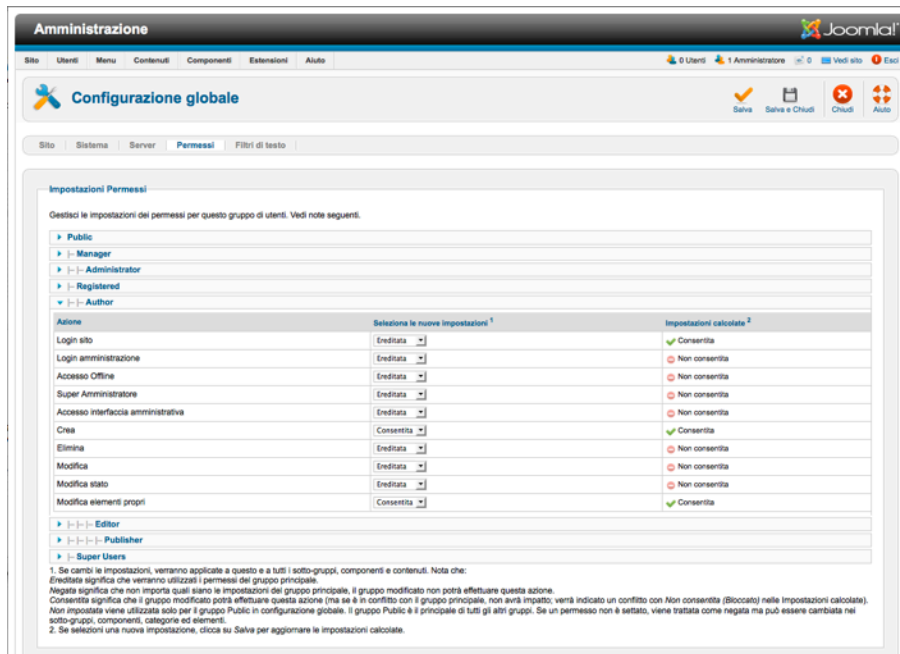 Amministrazione
Joomla!
Sito Utenti Menu Contenuti Componenti Estensioni Aiuto 0 Utenti 1 Amministratore 0 Vedi sito Esci
Configurazione globale
Salva Salva e Chiudi Chiudi Aiuto
Sito Sistema Server Permessi Filtri di testo
Impostazioni Permessi
Gestisci le impostazioni dei permessi per questo gruppo di utenti. Vedi note seguenti.
Public
|– Manager
|– |– Administrator
|– Registered
|– |– Author
Azione Seleziona le nuove impostazioni 1 Impostazioni calcolate 2
Login sito Ereditata Consentita
Login amministrazione Ereditata Non consentita
Accesso Offline Ereditata Non consentita
Super Amministratore Ereditata Non consentita
Accesso interfaccia amministrativa Ereditata Non consentita
Crea Consentita Consentita
Elimina Ereditata Non consentita
Modifica Ereditata Non consentita
Modifica stato Ereditata Non consentita
Modifica elementi propri Consentita Consentita
|– |– |– Editor
|– |– |– |– Publisher
|– Super Users
1. Se cambi le impostazioni, verranno applicate a questo e a tutti i sotto-gruppi, componenti e contenuti. Nota che:
Ereditata significa che verranno utilizzati i permessi del gruppo principale.
Negata significa che non importa quali siano le impostazioni del gruppo principale, il gruppo modificato non potrà effettuare questa azione.
Consentita significa che il gruppo modificato potrà effettuare questa azione (ma se è in conflitto con il gruppo principale, non avrà impatto; verrà indicato un conflitto con Non consentita (Bloccato) nelle Impostazioni calcolate).
Non impostata viene utilizzata solo per il gruppo Public in configurazione globale. Il gruppo Public è il principale di tutti gli altri gruppi. Se un permesso non è settato, viene trattata come negata ma può essere cambiata nei
sotto-gruppi, componenti, categorie ed elementi.
2. Se selezioni una nuova impostazione, clicca su Salva per aggiornare le impostazioni calcolate.